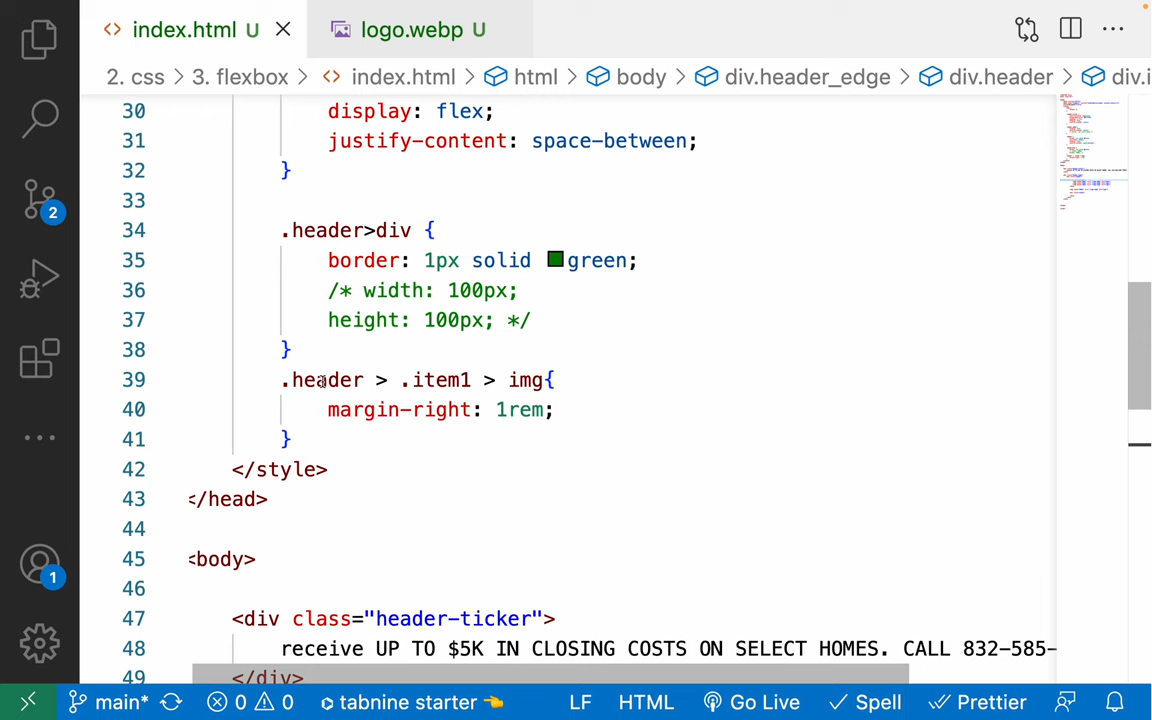 index.html U
logo.webp U
2. css > 3. flexbox > index.html > html > body > div.header_edge > div.header > div.i
30 display: flex;
31 justify-content: space-between;
32 }
33
34 .header>div {
35 border: 1px solid green;
36 /* width: 100px;
37 height: 100px; */
38 }
39 .header > .item1 > img{
40 margin-right: 1rem;
41 }
42 </style>
43 </head>
44
45 <body>
46
47 <div class="header-ticker">
48 receive UP TO $5K IN CLOSING COSTS ON SELECT HOMES. CALL 832-585-
49 </div>
2
1
main* 0 0 tabnine starter LF HTML Go Live Spell Prettier